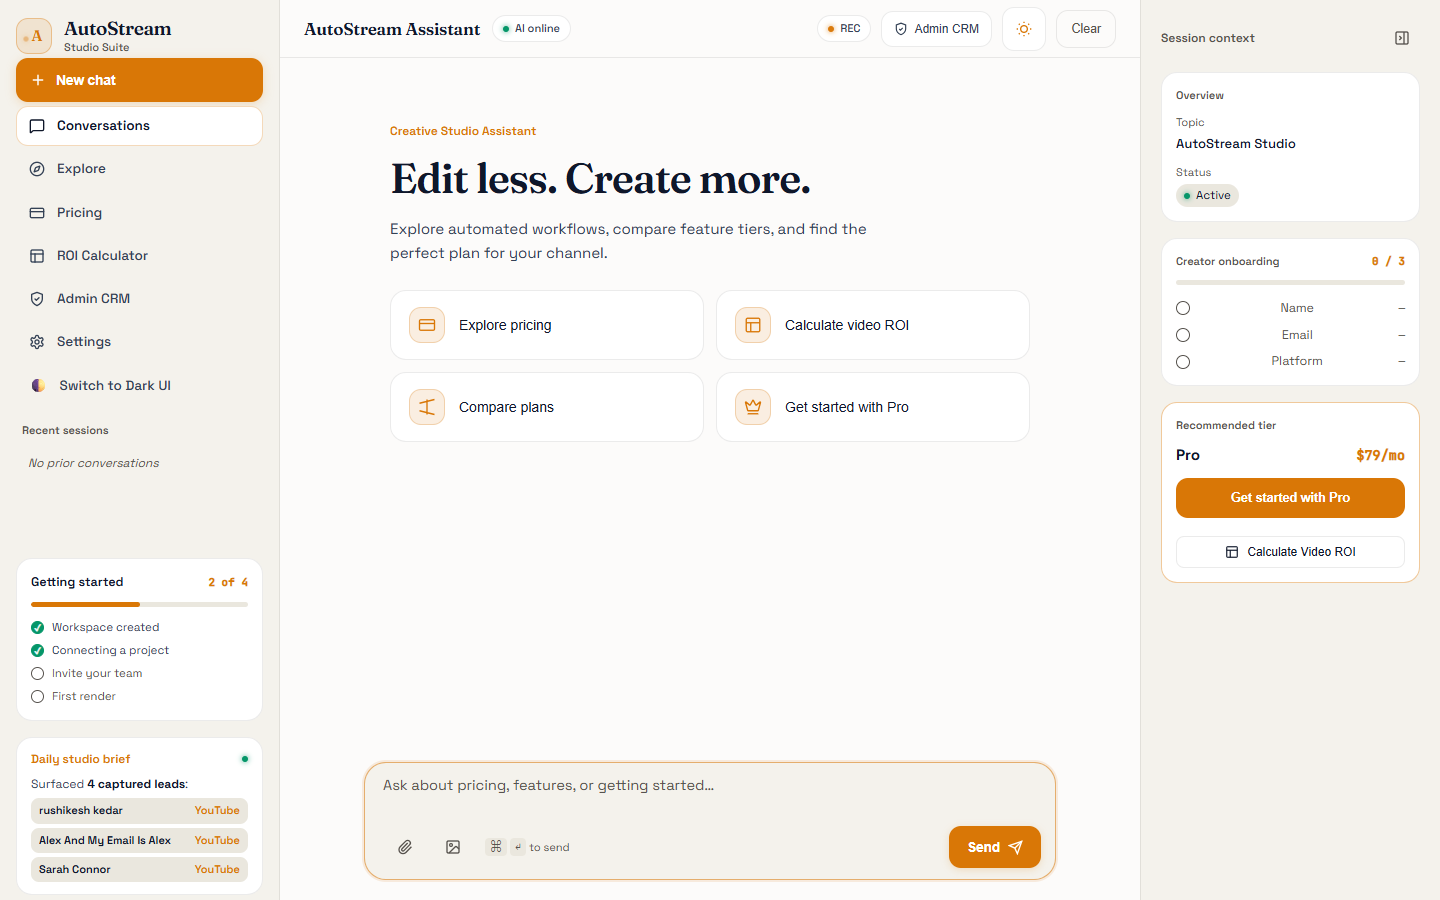 A
AutoStream
Studio Suite
New chat
Conversations
Explore
Pricing
ROI Calculator
Admin CRM
Settings
Switch to Dark UI
Recent sessions
No prior conversations
Getting started
2 of 4
Workspace created
Connecting a project
Invite your team
First render
Daily studio brief
Surfaced 4 captured leads:
rushikesh kedar YouTube
Alex And My Email Is Alex YouTube
Sarah Connor YouTube
AutoStream Assistant
AI online
REC
Admin CRM
Clear
Creative Studio Assistant
Edit less. Create more.
Explore automated workflows, compare feature tiers, and find the
perfect plan for your channel.
Explore pricing
Calculate video ROI
Compare plans
Get started with Pro
Ask about pricing, features, or getting started...
⌘ ↵ to send
Send
Session context
Overview
Topic
AutoStream Studio
Status
Active
Creator onboarding
0 / 3
Name –
Email –
Platform –
Recommended tier
Pro $79/mo
Get started with Pro
Calculate Video ROI